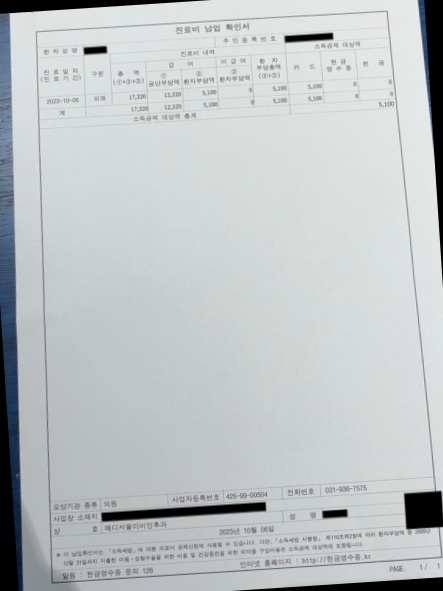 진료비 납입 확인서
환 자 성 명 주 민 등 록 번 호
진료비 내역 소득공제 대상액
진 료 일 자 (진 료 기 간) 구분 총 액 (①+②+③) 급 여 ① 공단부담액 ② 환자부담액 비 급 여 ③ 환자부담액 환 자 부담총액 (②+③) 카 드 현 금 영 수 증 현 금
2023-10-06 외래 17,320 12,220 5,100 0 5,100 5,100 0 0
계 17,320 12,220 5,100 0 5,100 5,100 0 0
소득공제 대상액 총계 5,100
요양기관 종류 의원 사업자등록번호 425-99-00504 전화번호 031-936-7575
사업장 소재지 성 명
상 호 메디서울이비인후과
2023년 10월 06일
※ 이 납입확인서는 「소득세법」에 따른 의료비 공제신청에 사용할 수 있습니다. 다만, 「소득세법 시행령」 제110조제2항에 따라 환자부담액 중
12월 31일까지 지출한 미용ㆍ성형수술을 위한 비용 및 건강증진을 위한 의약품 구입비용은 소득공제 대상에 포함됩니다.
알림 : 현금영수증 문의 126 인터넷 홈페이지 : http://현금영수증.kr PAGE: 1 / 1